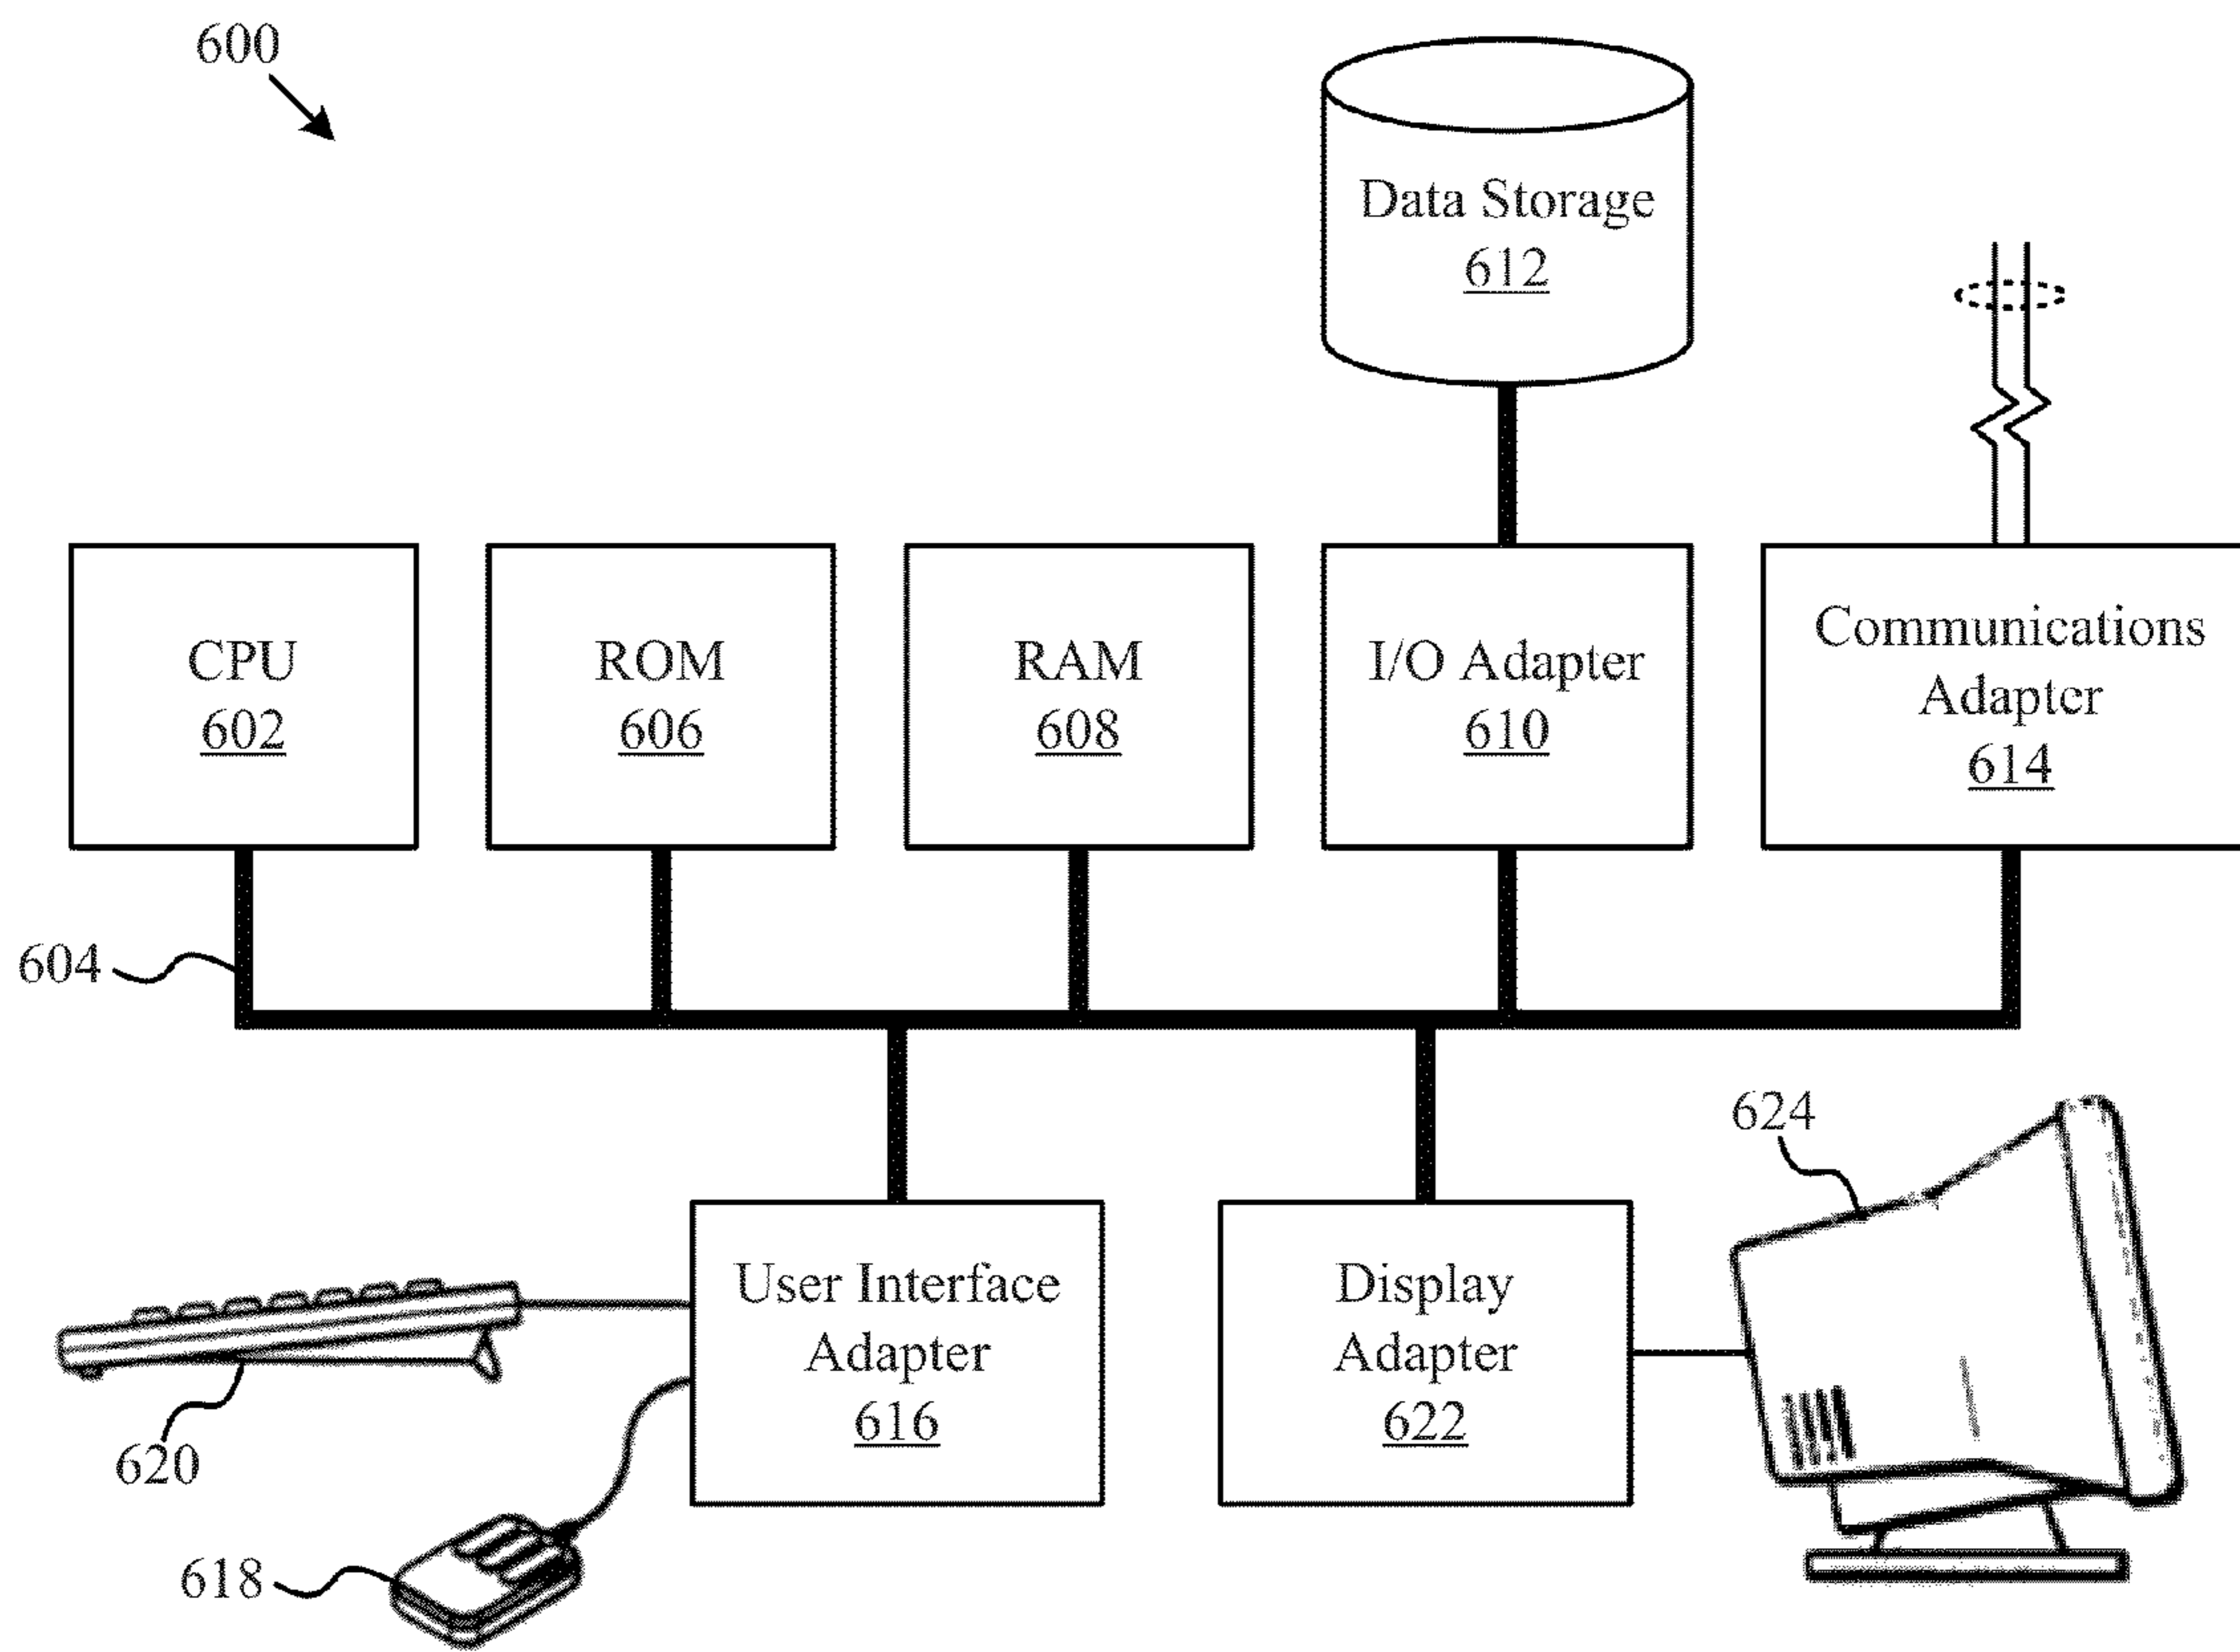 600
Data Storage
612
CPU
602
ROM
606
RAM
608
I/O Adapter
610
Communications
Adapter
614
604
624
User Interface
Adapter
616
Display
Adapter
622
620
618